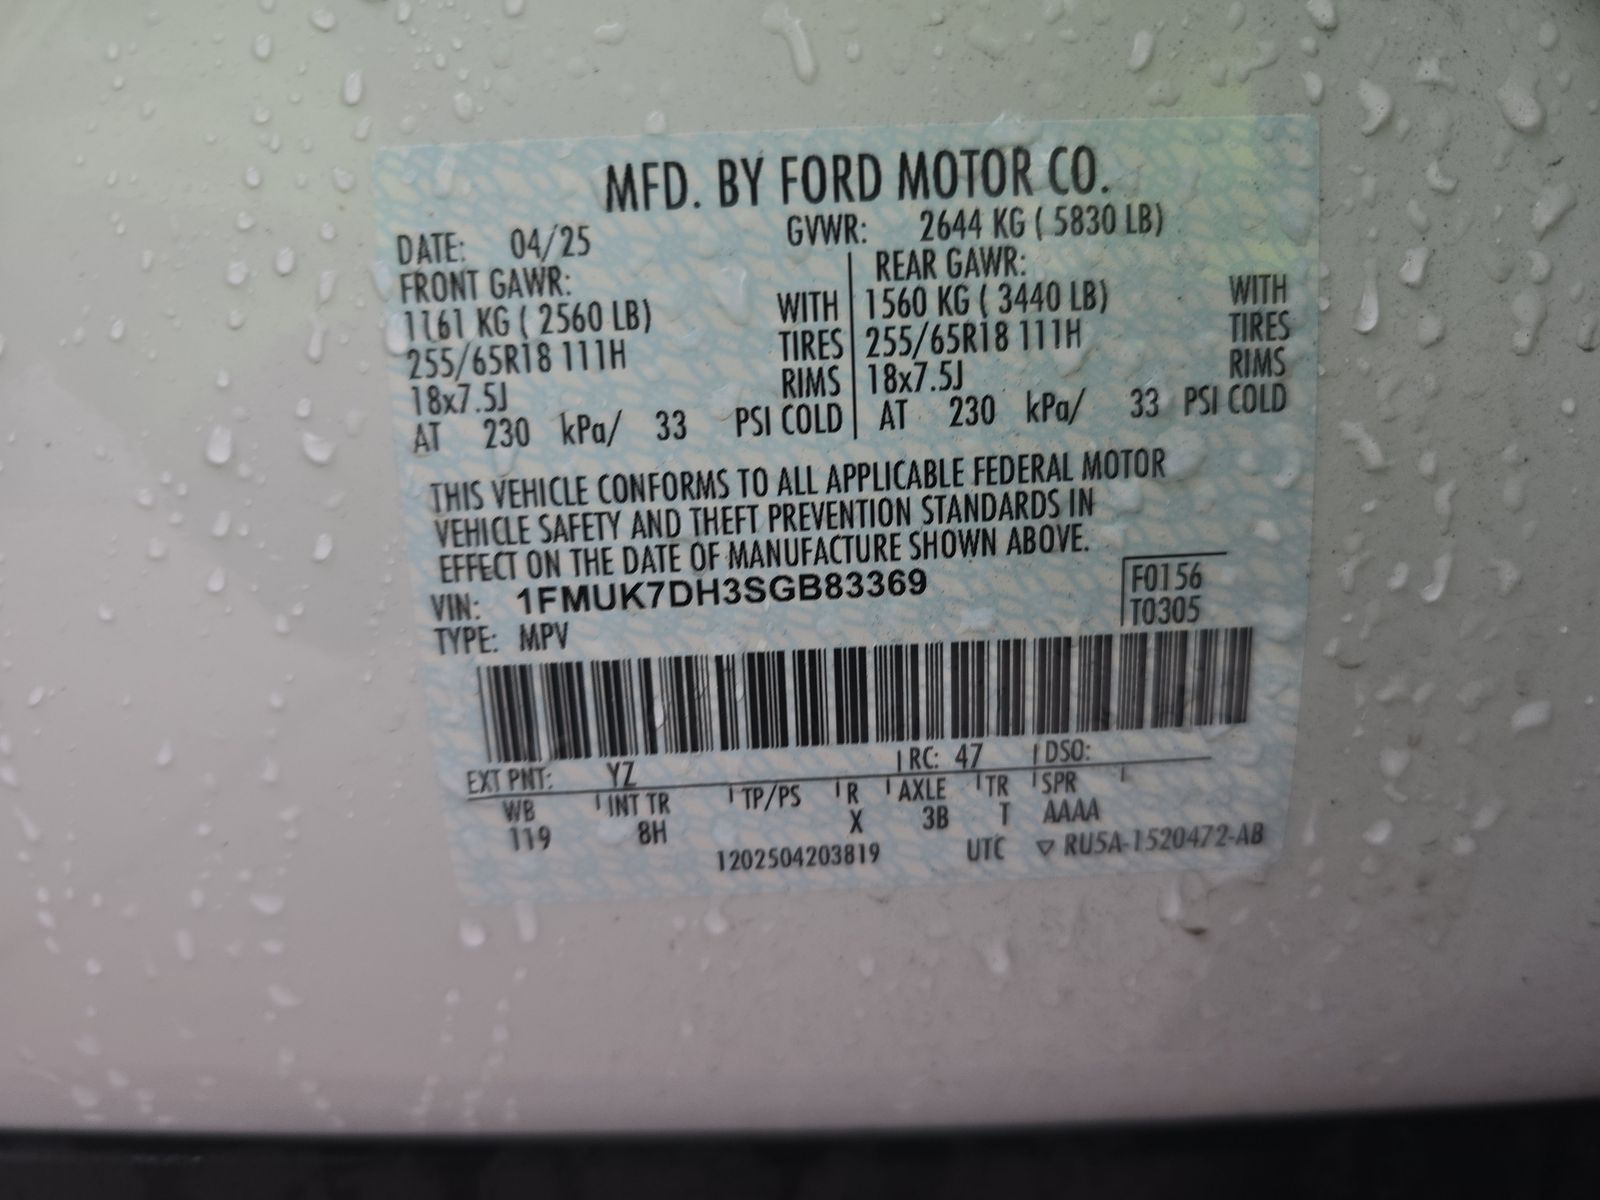 MFD. BY FORD MOTOR CO.
DATE: 04/25 GVWR: 2644 KG ( 5830 LB)
FRONT GAWR: REAR GAWR:
1161 KG ( 2560 LB) WITH 1560 KG ( 3440 LB) WITH
255/65R18 111H TIRES 255/65R18 111H TIRES
18x7.5J RIMS 18x7.5J RIMS
AT 230 kPa/ 33 PSI COLD AT 230 kPa/ 33 PSI COLD
THIS VEHICLE CONFORMS TO ALL APPLICABLE FEDERAL MOTOR
VEHICLE SAFETY AND THEFT PREVENTION STANDARDS IN
EFFECT ON THE DATE OF MANUFACTURE SHOWN ABOVE.
VIN: 1FMUK7DH3SGB83369 F0156
TYPE: MPV T0305
EXT PNT: YZ RC: 47 DSO:
WB INT TR TP/PS R AXLE TR SPR
119 8H X 3B T AAAA
1202504203819 UTC ▽ RU5A-1520472-AB